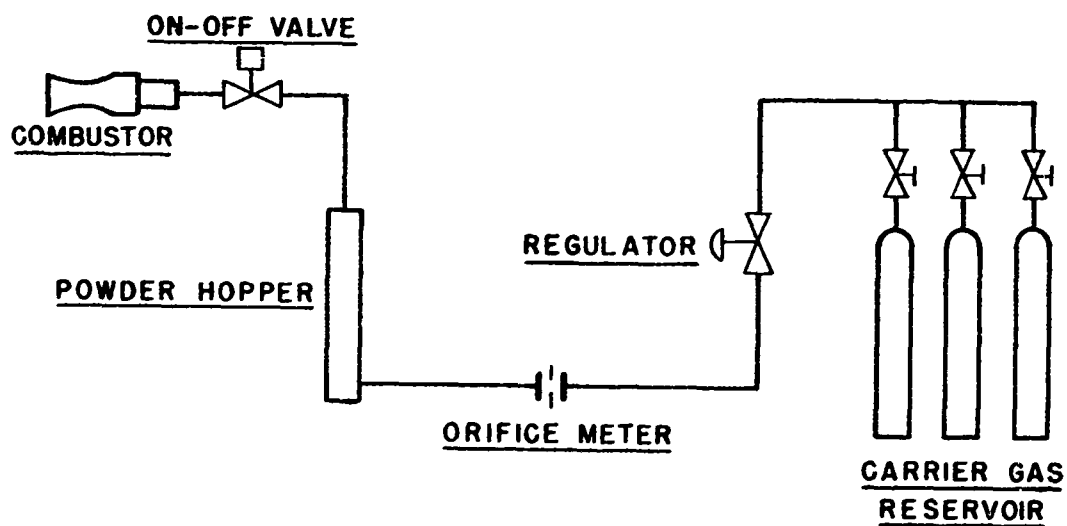 ON-OFF VALVE
COMBUSTOR
REGULATOR
POWDER HOPPER
ORIFICE METER
CARRIER GAS
RESERVOIR